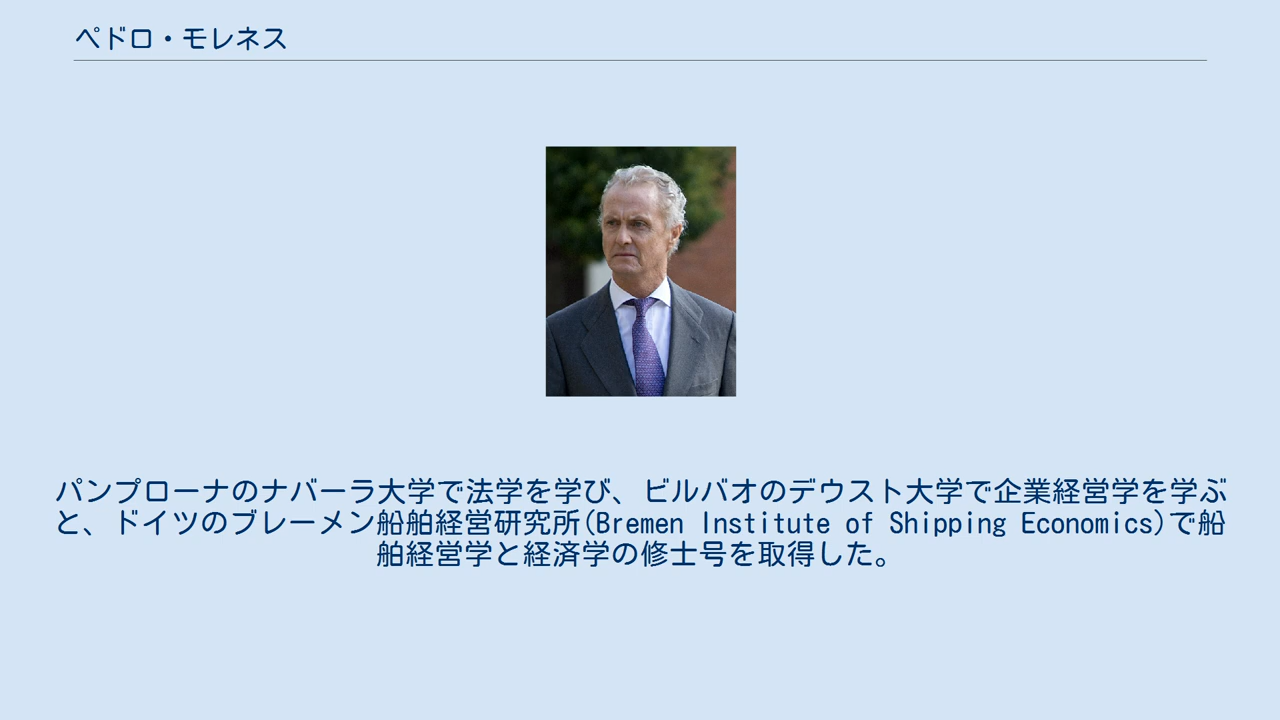 ペドロ・モレネス
パンプローナのナバーラ大学で法学を学び、ビルバオのデウスト大学で企業経営学を学ぶ
と、ドイツのブレーメン船舶経営研究所(Bremen Institute of Shipping Economics)で船
舶経営学と経済学の修士号を取得した。